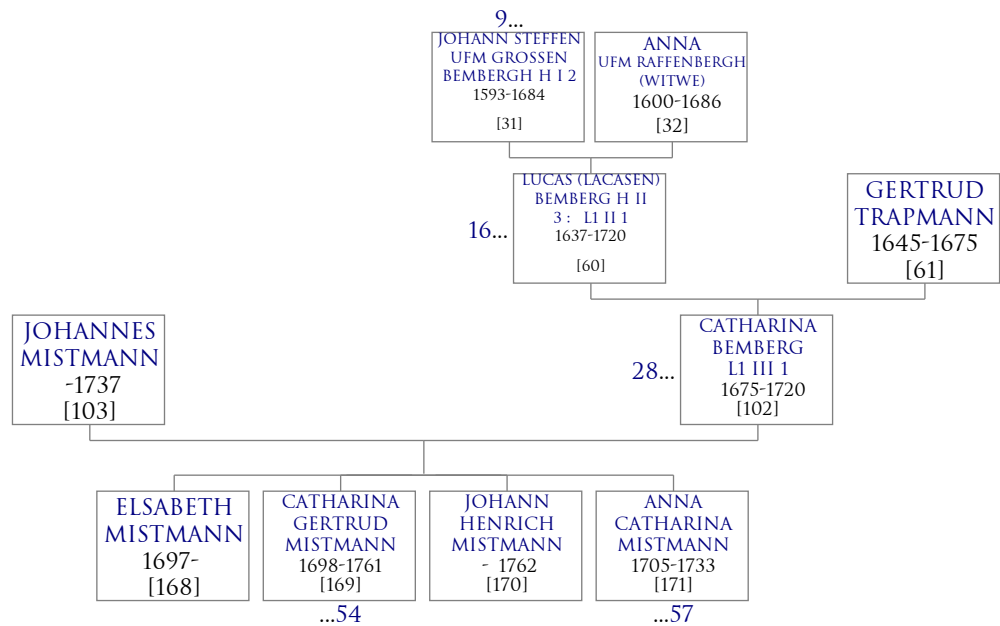 9...
JOHANN STEFFEN
UFM GROSSEN
BEMBERGH H I 2
1593-1684
[31]
ANNA
UFM RAFFENBERGH
(WITWE)
1600-1686
[32]
16...
LUCAS (LACASEN)
BEMBERG H II
3 : L1 II 1
1637-1720
[60]
GERTRUD
TRAPMANN
1645-1675
[61]
JOHANNES
MISTMANN
-1737
[103]
28...
CATHARINA
BEMBERG
L1 III 1
1675-1720
[102]
ELSABETH
MISTMANN
1697-
[168]
CATHARINA
GERTRUD
MISTMANN
1698-1761
[169]
...54
JOHANN
HENRICH
MISTMANN
- 1762
[170]
ANNA
CATHARINA
MISTMANN
1705-1733
[171]
...57